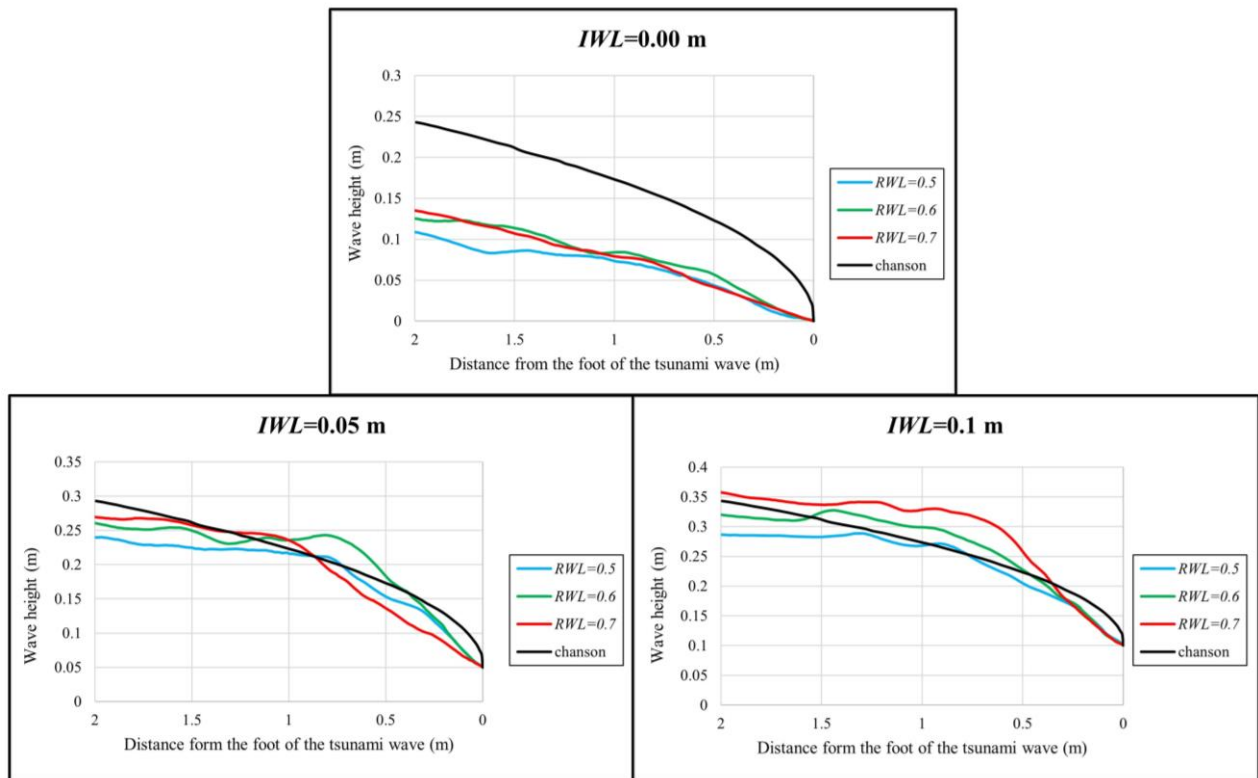 IWL=0.00 m
0.3
0.25
0.2
0.15
0.1
0.05
0
Wave height (m)
2 1.5 1 0.5 0
Distance from the foot of the tsunami wave (m)
RWL=0.5
RWL=0.6
RWL=0.7
chanson
IWL=0.05 m
0.35
0.3
0.25
0.2
0.15
0.1
0.05
0
Wave height (m)
2 1.5 1 0.5 0
Distance form the foot of the tsunami wave (m)
RWL=0.5
RWL=0.6
RWL=0.7
chanson
IWL=0.1 m
0.4
0.35
0.3
0.25
0.2
0.15
0.1
0.05
0
Wave height (m)
2 1.5 1 0.5 0
Distance form the foot of the tsunami wave (m)
RWL=0.5
RWL=0.6
RWL=0.7
chanson